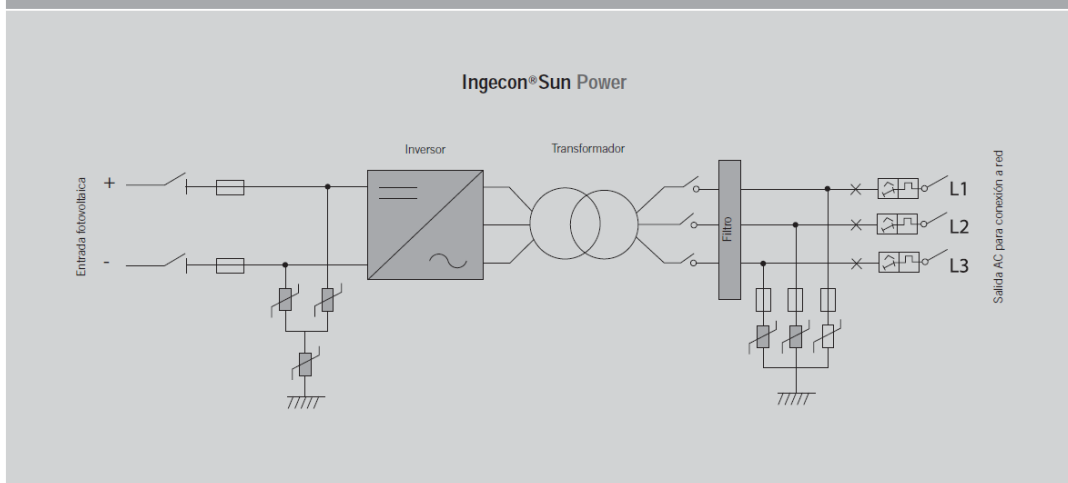 Ingecon®Sun Power
Inversor
Transformador
Entrada fotovoltaica
+
-
Filtro
L1
L2
L3
Salida AC para conexión a red